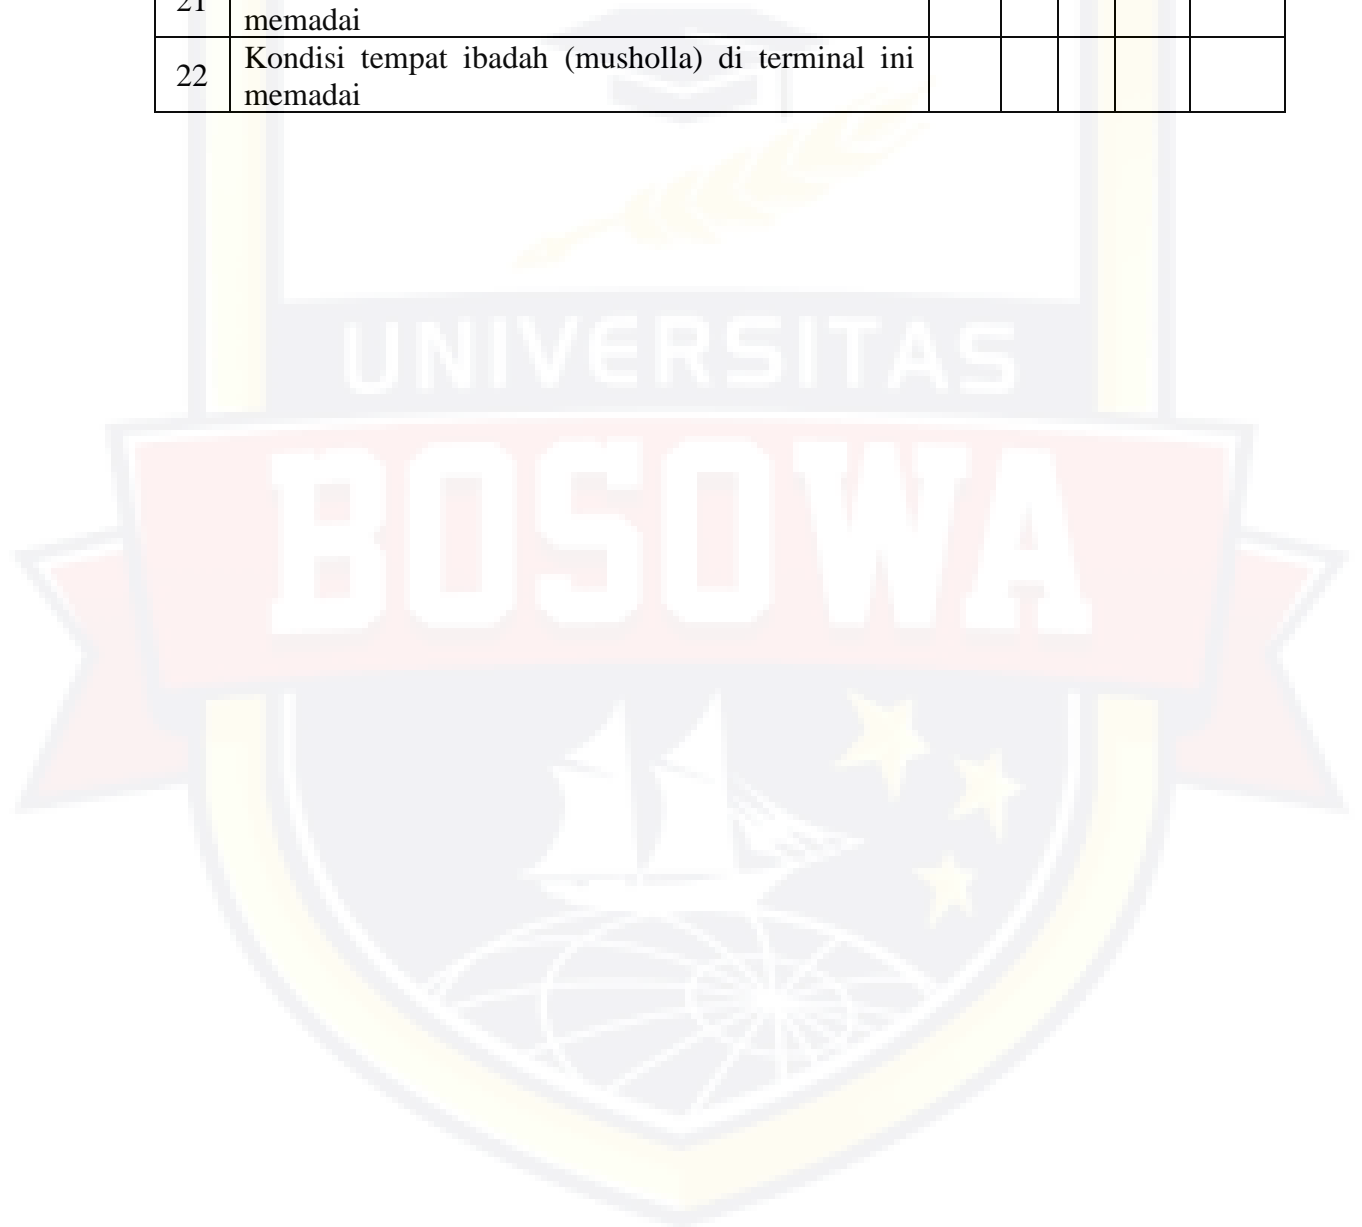 21
memadai
22
Kondisi tempat ibadah (musholla) di terminal ini
memadai
UNIVERSITAS
BOSOWA